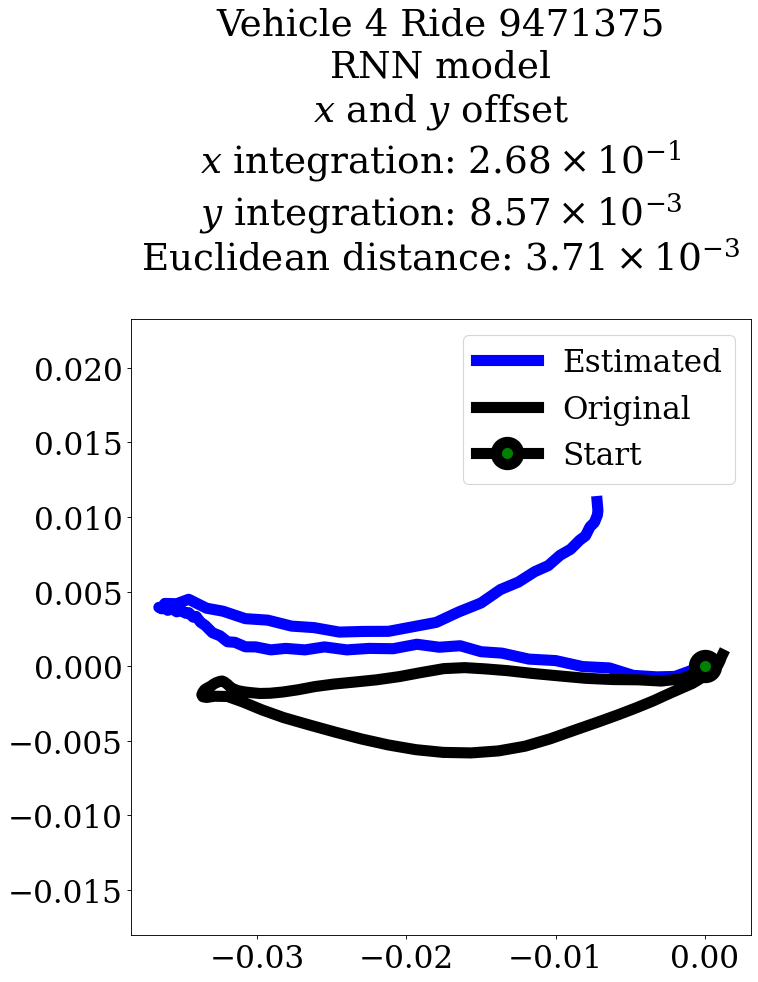 Vehicle 4 Ride 9471375
RNN model
x and y offset
x integration: 2.68 × 10⁻¹
y integration: 8.57 × 10⁻³
Euclidean distance: 3.71 × 10⁻³
Estimated
Original
Start
0.020
0.015
0.010
0.005
0.000
−0.005
−0.010
−0.015
−0.03
−0.02
−0.01
0.00